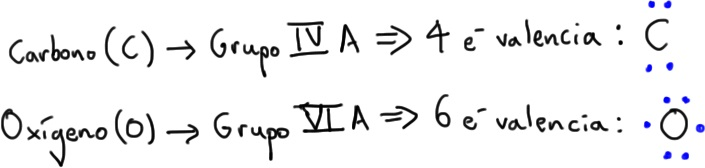 Carbono (C) → Grupo IV A ⇒ 4 e⁻ valencia : C
Oxígeno (O) → Grupo VI A ⇒ 6 e⁻ valencia : O